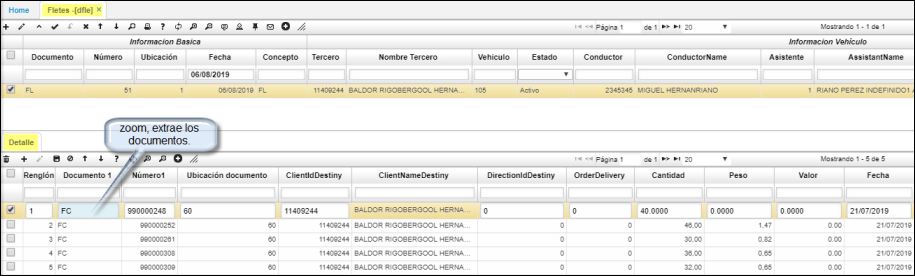 Home Fletes -[dfle] ×
Página 1 de 1 20 Mostrando 1 - 1 de 1
Informacion Basica Informacion Vehículo
Documento Número Ubicación Fecha Concepto Tercero Nombre Tercero Vehiculo Estado Conductor ConductorName Asistente AssistantName
06/08/2019
FL 51 1 06/08/2019 FL 11409244 BALDOR RIGOBERGOOL HERNA... 105 Activo 2345345 MIGUEL HERNANRIANO 1 RIANO PEREZ INDEFINIDO1 A
zoom, extrae los
documentos.
Detalle
Página 1 de 1 20 Mostrando 1 - 5 de 5
Renglón Documento 1 Número1 Ubicación documento ClientIdDestiny ClientNameDestiny DirectionIdDestiny OrderDelivery Cantidad Peso Valor Fecha
1 FC 990000248 60 11409244 BALDOR RIGOBERGOOL HERNA... 0 0 40.0000 0.0000 0.0000 21/07/2019
2 FC 990000252 60 11409244 BALDOR RIGOBERGOOL HERNA... 0 0 46,00 1,47 0.00 21/07/2019
3 FC 990000261 60 11409244 BALDOR RIGOBERGOOL HERNA... 0 0 30,00 0,82 0.00 21/07/2019
4 FC 990000308 60 11409244 BALDOR RIGOBERGOOL HERNA... 0 0 36,00 0,65 0.00 21/07/2019
5 FC 990000309 60 11409244 BALDOR RIGOBERGOOL HERNA... 0 0 32,00 0,65 0.00 21/07/2019